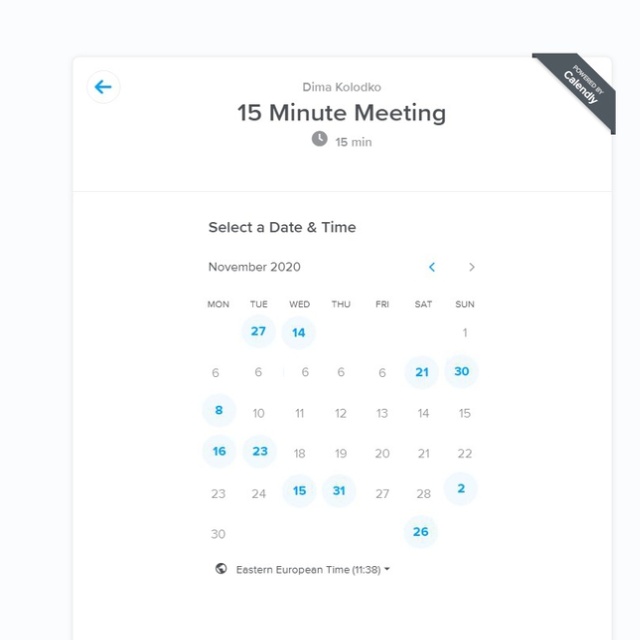 POWERED BY
Calendly
Dima Kolodko
15 Minute Meeting
15 min
Select a Date & Time
November 2020
MON TUE WED THU FRI SAT SUN
27 14 1
6 6 6 6 6 21 30
8 10 11 12 13 14 15
16 23 18 19 20 21 22
23 24 15 31 27 28 2
30 26
Eastern European Time (11:38)